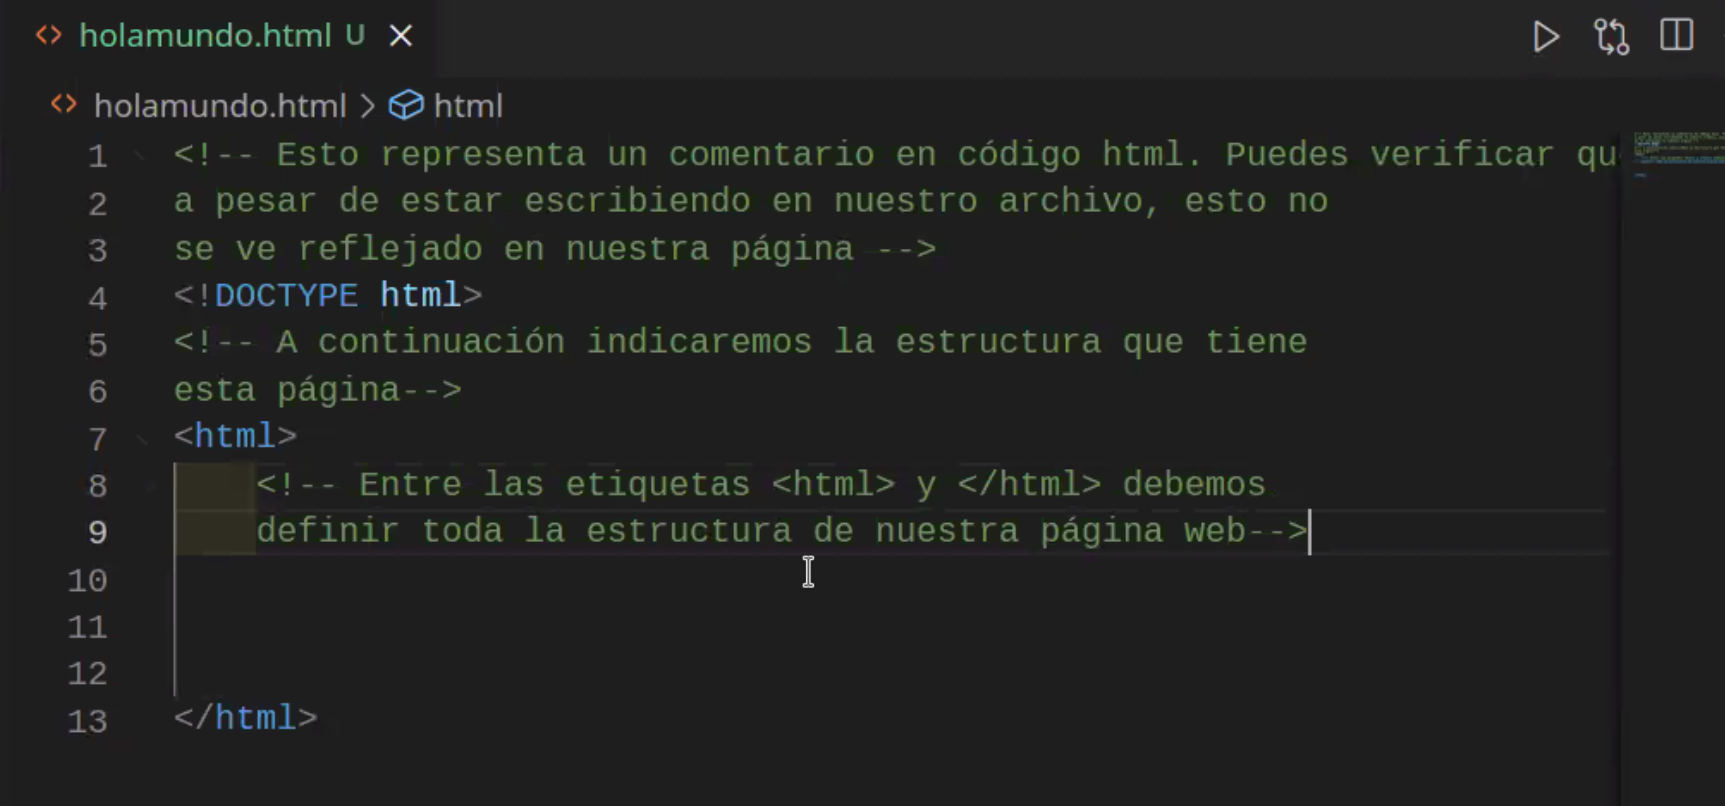 holamundo.html U
holamundo.html > html
1 <!-- Esto representa un comentario en código html. Puedes verificar
2 a pesar de estar escribiendo en nuestro archivo, esto no
3 se ve reflejado en nuestra página -->
4 <!DOCTYPE html>
5 <!-- A continuación indicaremos la estructura que tiene
6 esta página-->
7 <html>
8 <!-- Entre las etiquetas <html> y </html> debemos
9 definir toda la estructura de nuestra página web-->
10
11
12
13 </html>